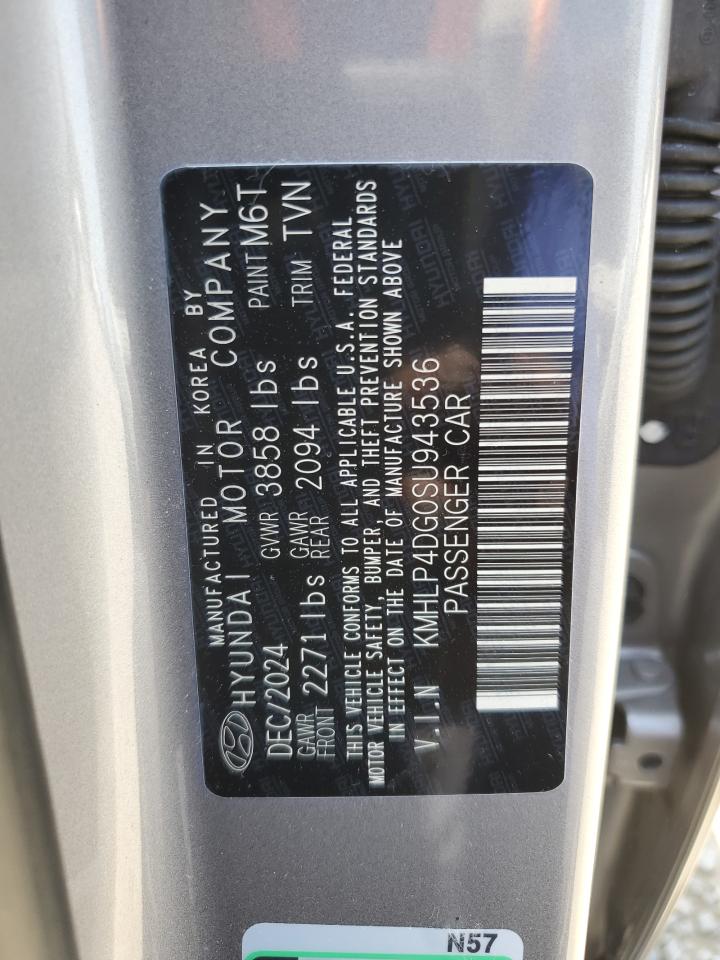 MANUFACTURED IN KOREA BY
HYUNDAI MOTOR COMPANY
DEC/2024 GVWR 3858 lbs PAINT M6T
GAWR FRONT 2271 lbs GAWR REAR 2094 lbs TRIM TVN
THIS VEHICLE CONFORMS TO ALL APPLICABLE U.S.A. FEDERAL
MOTOR VEHICLE SAFETY, BUMPER, AND THEFT PREVENTION STANDARDS
IN EFFECT ON THE DATE OF MANUFACTURE SHOWN ABOVE
V.I.N KMHLP4DG0SU943536
PASSENGER CAR
N57